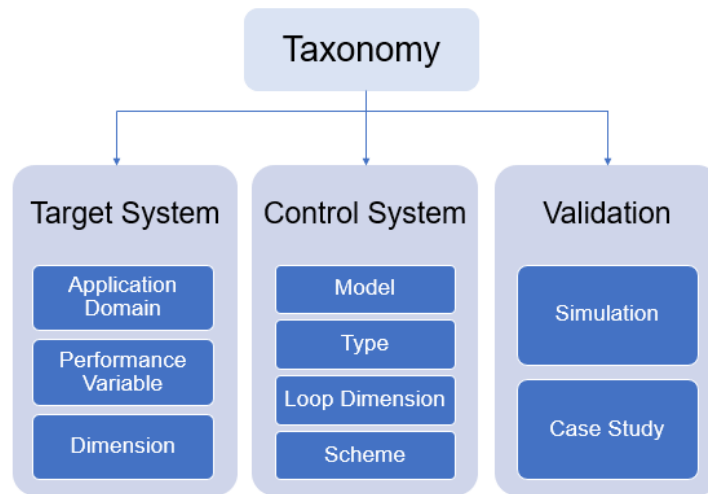 Taxonomy
Target System
Application
Domain
Performance
Variable
Dimension
Control System
Model
Type
Loop Dimension
Scheme
Validation
Simulation
Case Study